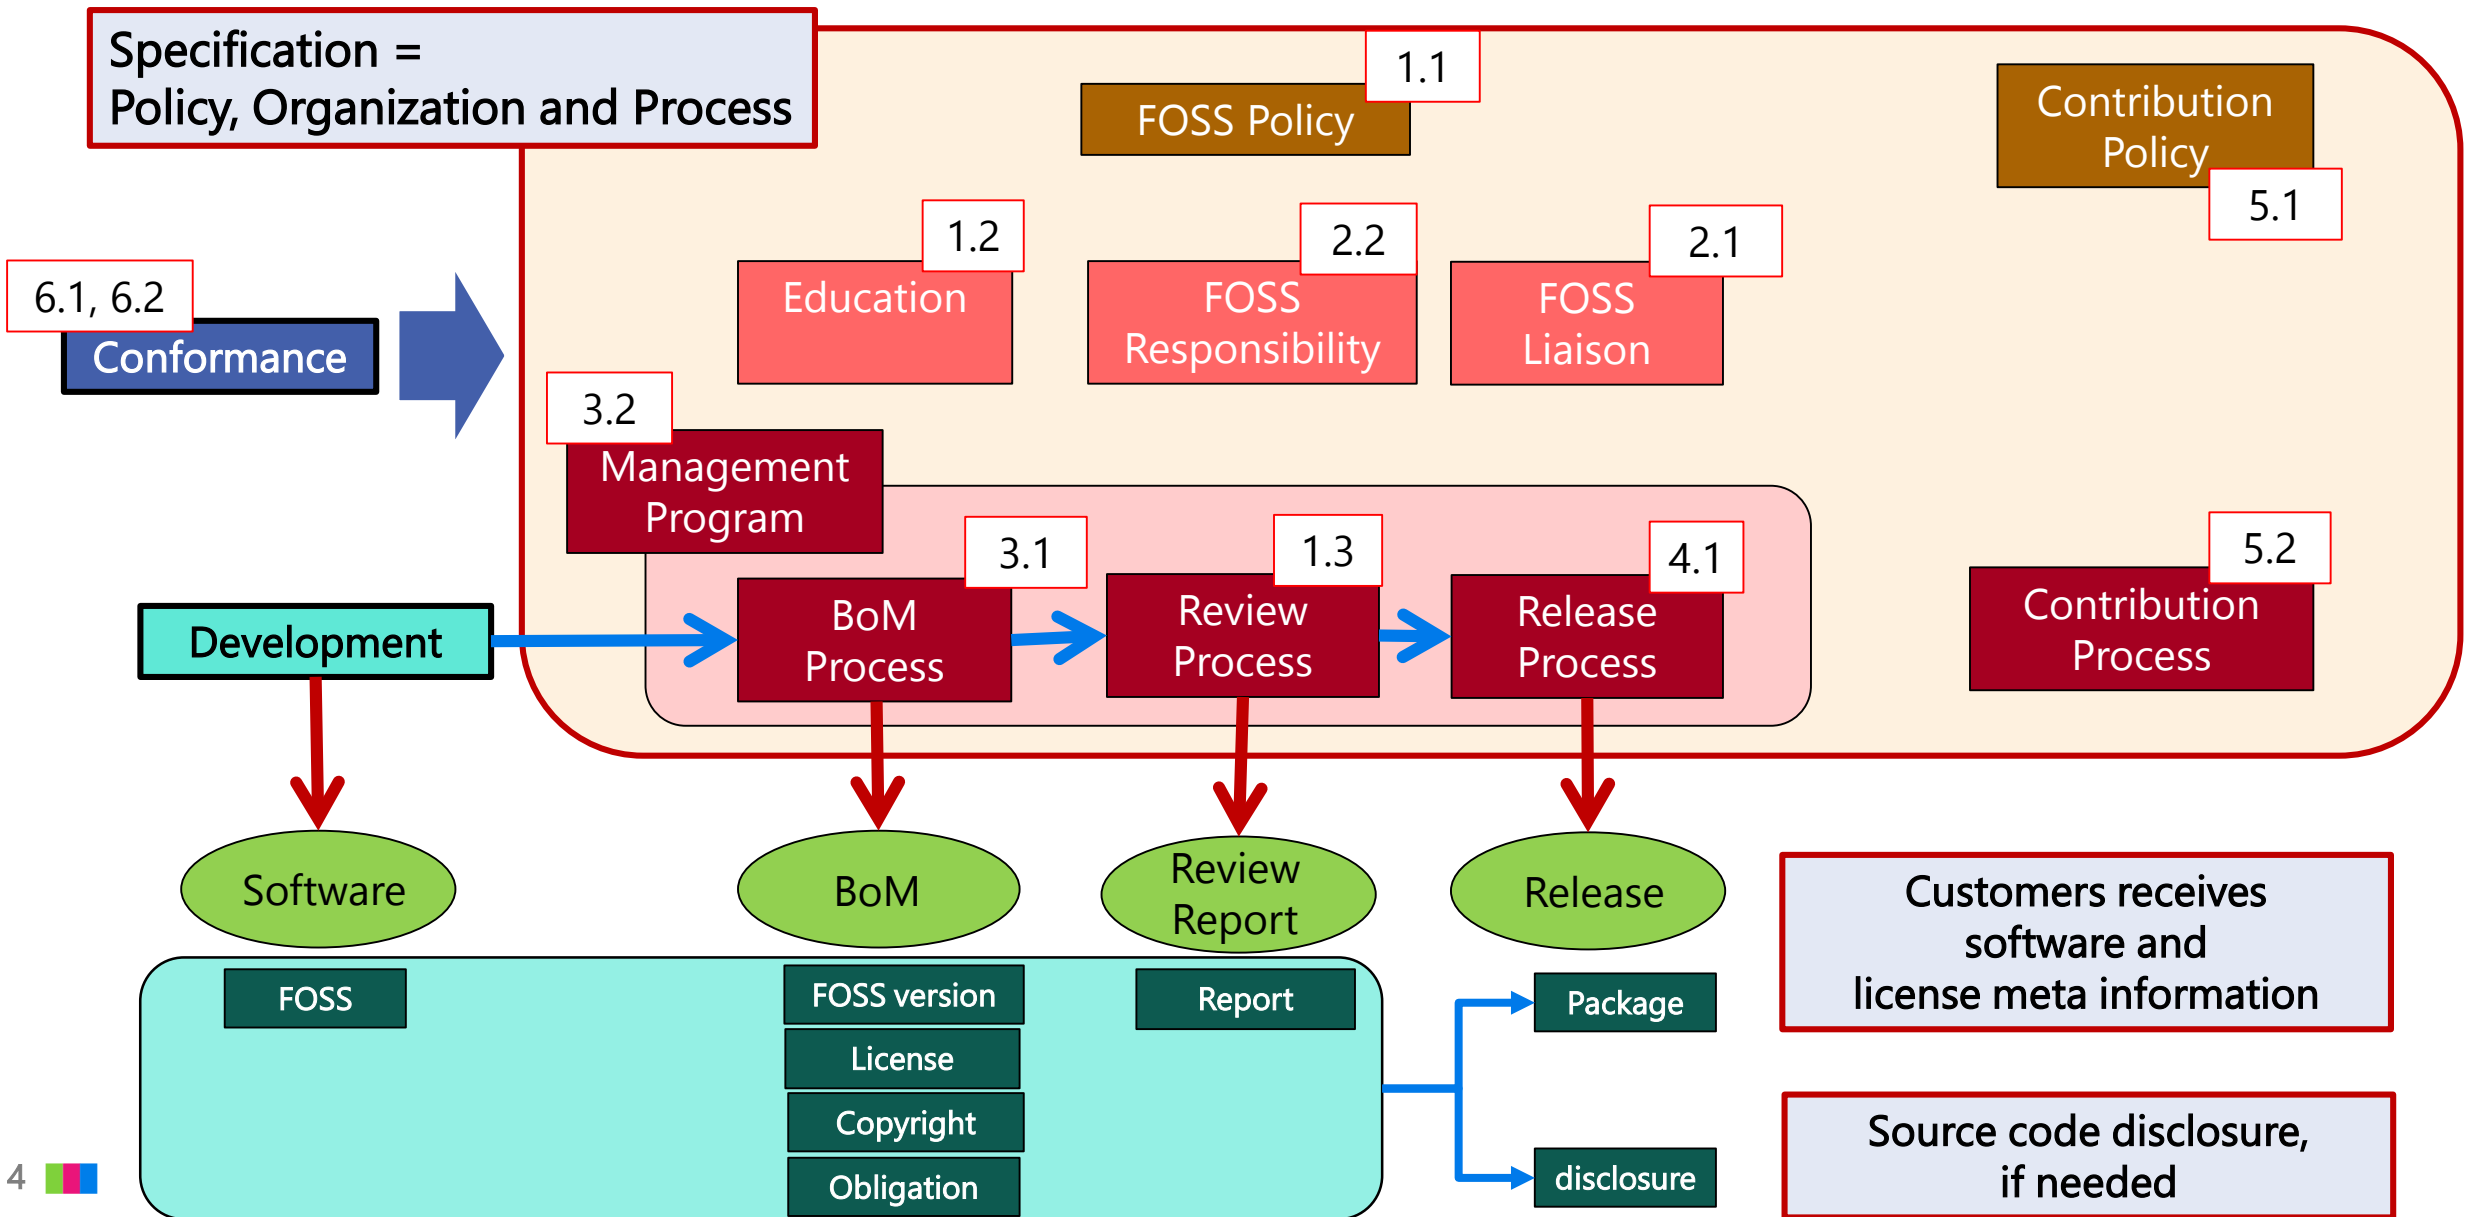 Specification =
Policy, Organization and Process
1.1
FOSS Policy
Contribution
Policy
5.1
1.2
Education
2.2
FOSS
Responsibility
2.1
FOSS
Liaison
6.1, 6.2
Conformance
3.2
Management
Program
3.1
BoM
Process
1.3
Review
Process
4.1
Release
Process
5.2
Contribution
Process
Development
Software
BoM
Review
Report
Release
Customers receives
software and
license meta information
FOSS
FOSS version
License
Copyright
Obligation
Report
Package
disclosure
Source code disclosure,
if needed
4